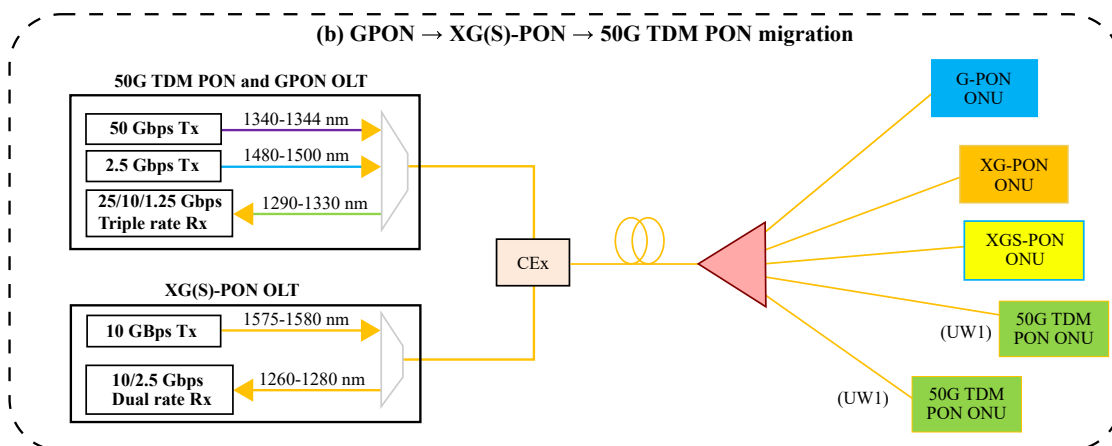 (b) GPON → XG(S)-PON → 50G TDM PON migration
50G TDM PON and GPON OLT
50 Gbps Tx
1340-1344 nm
2.5 Gbps Tx
1480-1500 nm
25/10/1.25 Gbps
Triple rate Rx
1290-1330 nm
XG(S)-PON OLT
10 GBps Tx
1575-1580 nm
10/2.5 Gbps
Dual rate Rx
1260-1280 nm
CEx
G-PON
ONU
XG-PON
ONU
XGS-PON
ONU
(UW1)
50G TDM
PON ONU
(UW1)
50G TDM
PON ONU